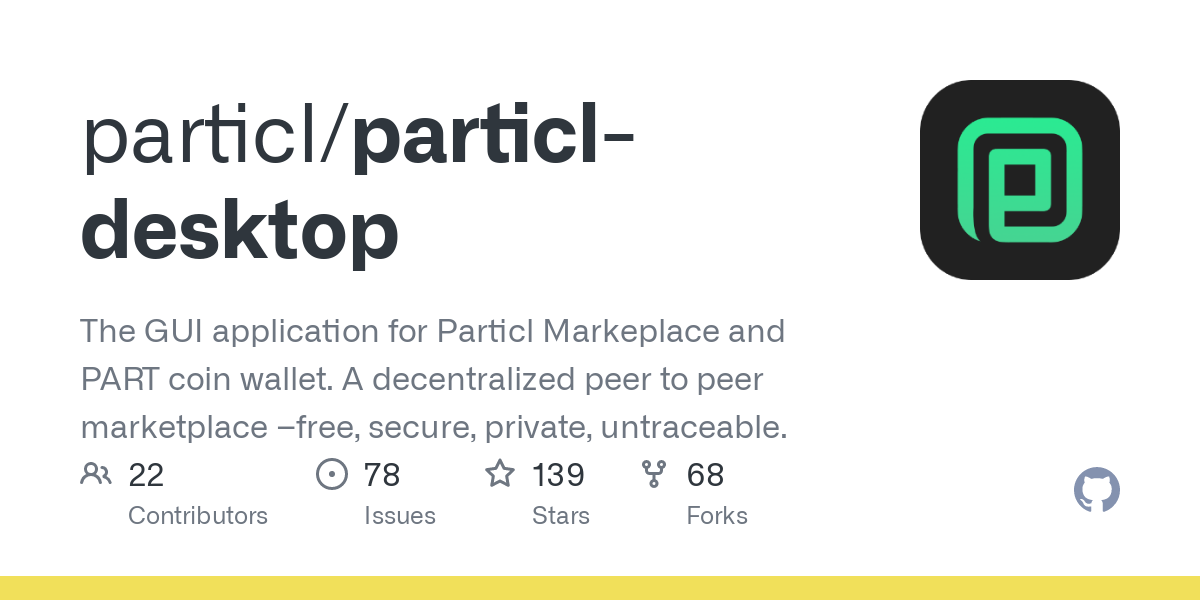 particl/particl-
desktop
The GUI application for Particl Markeplace and
PART coin wallet. A decentralized peer to peer
marketplace –free, secure, private, untraceable.
22 78 139 68
Contributors Issues Stars Forks